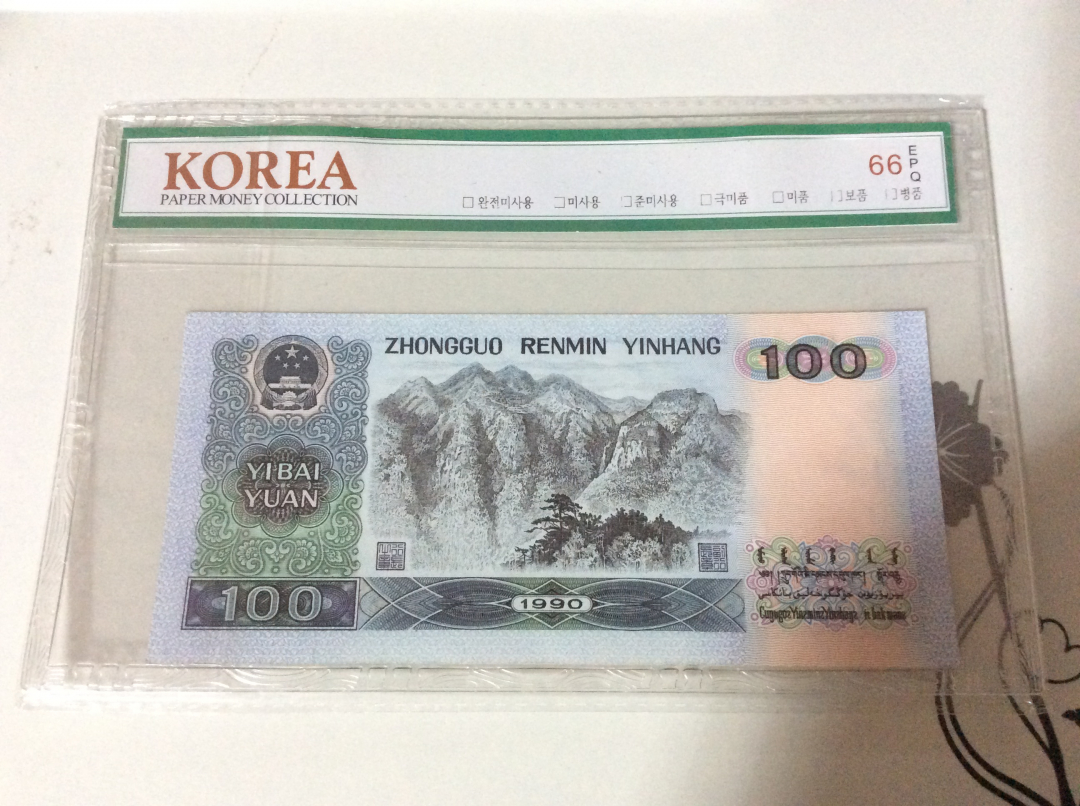 KOREA
PAPER MONEY COLLECTION
66 EPQ
□ 완전미사용 □ 미사용 □ 준미사용 □ 극미품 □ 미품 □ 보품 □ 병품
ZHONGGUO RENMIN YINHANG
100
YIBAI
YUAN
100
1990